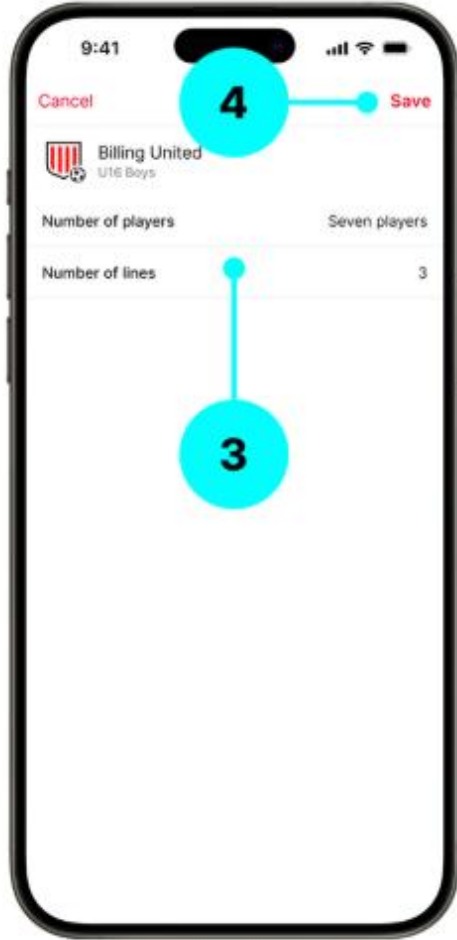 9:41
Cancel
4
Save
Billing United
U16 Boys
Number of players Seven players
Number of lines 3
3